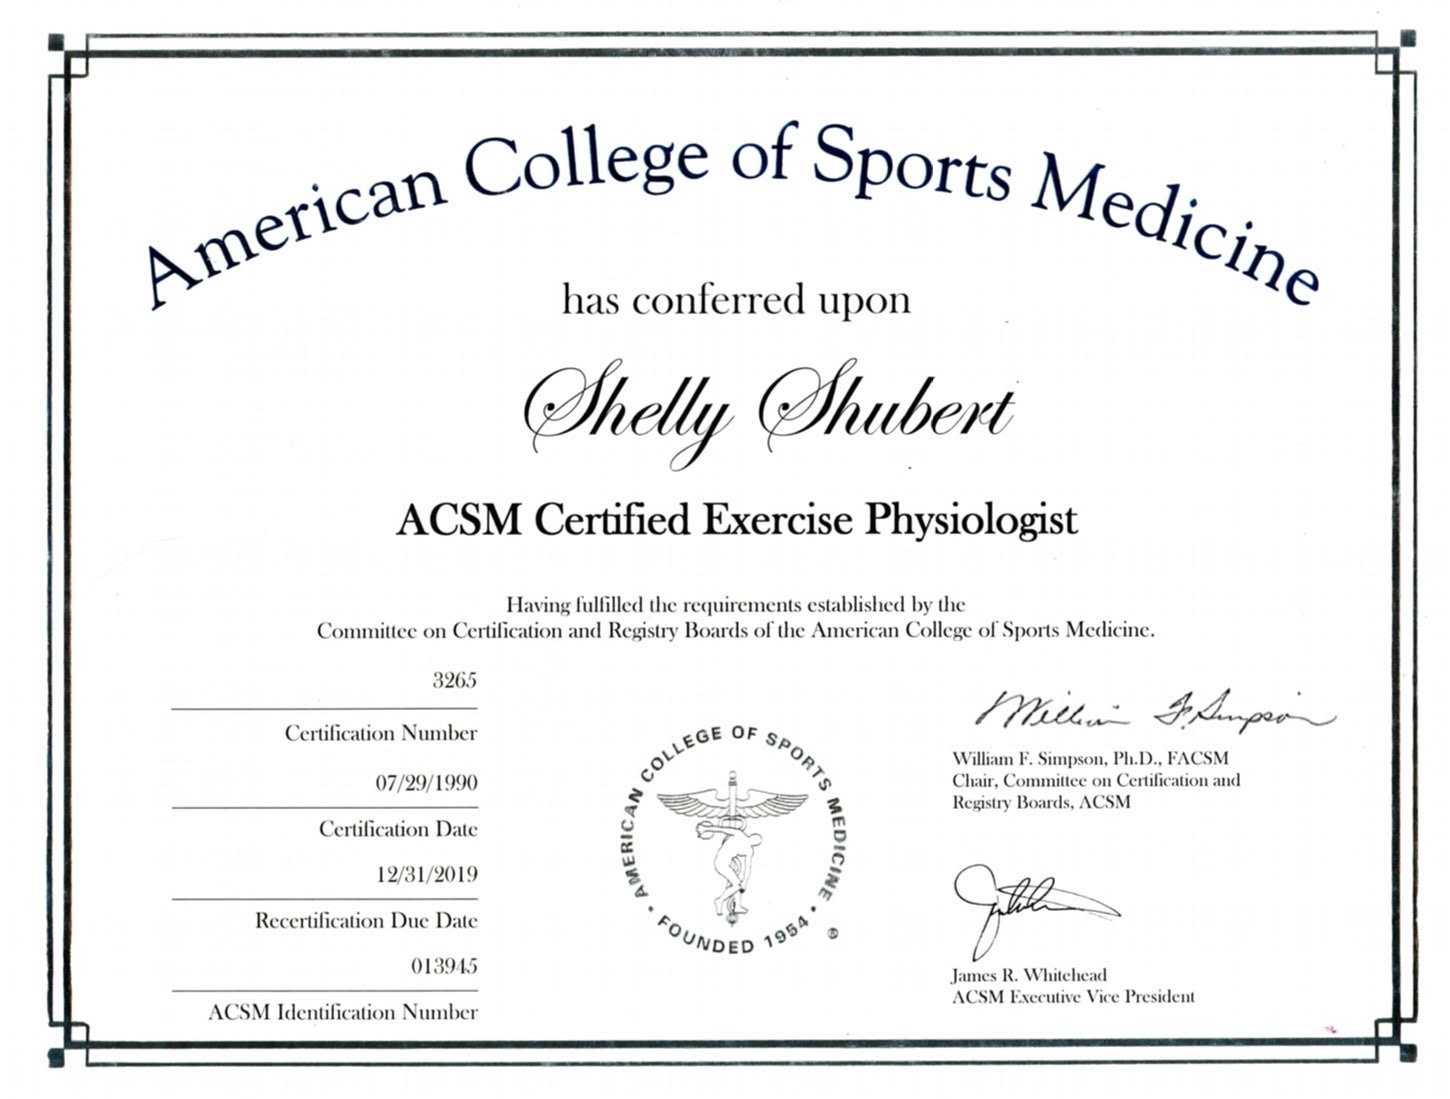 American College of Sports Medicine
has conferred upon
Shelly Shubert
ACSM Certified Exercise Physiologist
Having fulfilled the requirements established by the
Committee on Certification and Registry Boards of the American College of Sports Medicine.
3265
Certification Number
07/29/1990
Certification Date
12/31/2019
Recertification Due Date
013945
ACSM Identification Number
AMERICAN COLLEGE OF SPORTS MEDICINE ®
• FOUNDED 1954 •
William F. Simpson
William F. Simpson, Ph.D., FACSM
Chair, Committee on Certification and
Registry Boards, ACSM
James R. Whitehead
ACSM Executive Vice President